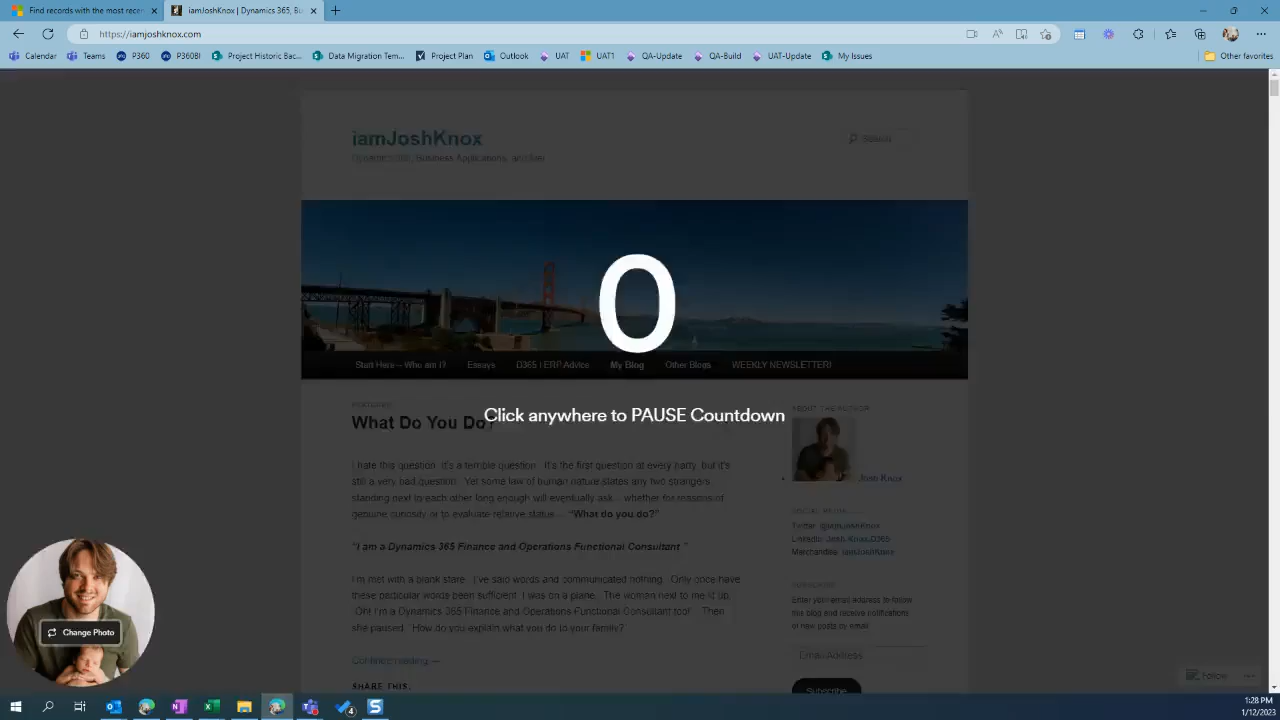 Find records with the most recen
iamJoshKnox | Dynamics 365, Bu
https://iamjoshknox.com
Calendar Teams P360 P360BI Project Historic Bac... Data Migration Tem... Project Plan Outlook UAT UAT1 QA-Update QA-Build UAT-Update My Issues Other favorites
iamJoshKnox
Search
Dynamics 365, Business Applications, and
0
Start Here – Who am I? Essays D365 | ERP Advice My Blog Other Blogs WEEKLY NEWSLETTER!
Click anywhere to PAUSE Countdown
What Do You Do?
I hate this question. It's a terrible question. It's the first question at every party, but it's
still a very bad question. Yet some law of human nature states any two strangers
standing next to each other long enough will eventually ask... whether for reasons of
genuine curiosity or to evaluate relative status... "What do you do?"
"I am a Dynamics 365 Finance and Operations Functional Consultant."
I'm met with a blank stare. I've said words and communicated nothing. Only once have
these particular words been sufficient. I was on a plane. The woman next to me lit up,
Oh! I'm a Dynamics 365 Finance and Operations Functional Consultant too! Then
she paused. How do you explain what you do to your family?
Continue reading →
SHARE THIS:
ABOUT THE AUTHOR
Josh Knox
SOCIAL MEDIA
Twitter: @iamJoshKnox
LinkedIn: Josh-Knox-D365
Merchandise: iamJoshKnox
SUBSCRIBE
Enter your email address to follow
this blog and receive notifications
of new posts by email.
Email Address
Subscribe
Follow
Change Photo
4
1:28 PM
1/12/2023